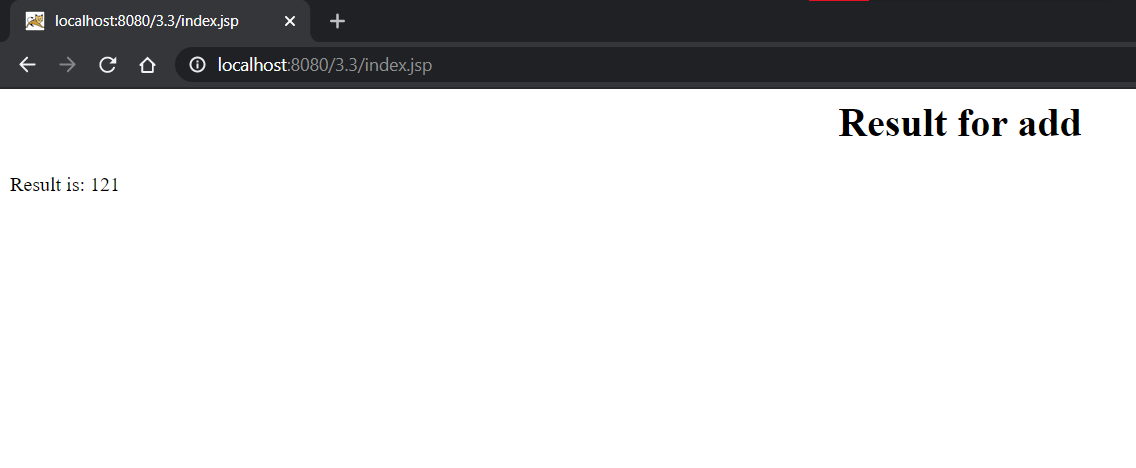 localhost:8080/3.3/index.jsp
localhost:8080/3.3/index.jsp
Result for add
Result is: 121